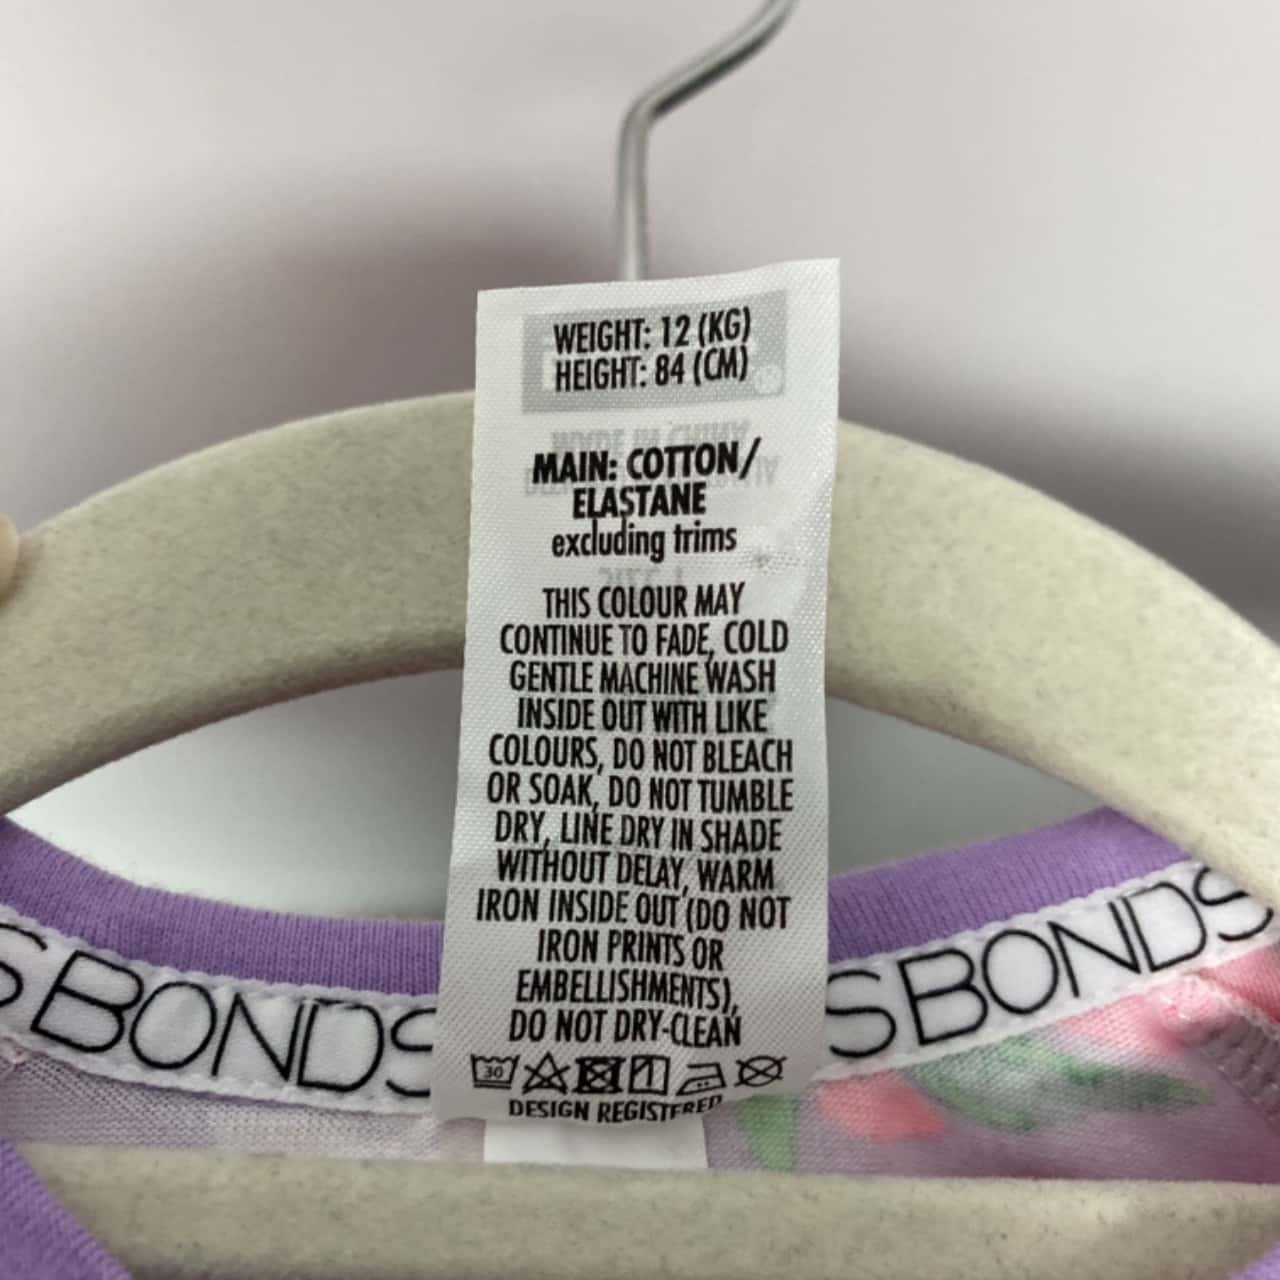 WEIGHT: 12 (KG)
HEIGHT: 84 (CM)
MAIN: COTTON/
ELASTANE
excluding trims
THIS COLOUR MAY
CONTINUE TO FADE, COLD
GENTLE MACHINE WASH
INSIDE OUT WITH LIKE
COLOURS, DO NOT BLEACH
OR SOAK, DO NOT TUMBLE
DRY, LINE DRY IN SHADE
WITHOUT DELAY, WARM
IRON INSIDE OUT (DO NOT
IRON PRINTS OR
EMBELLISHMENTS),
DO NOT DRY-CLEAN
30
DESIGN REGISTERED
S BONDS
S BONDS